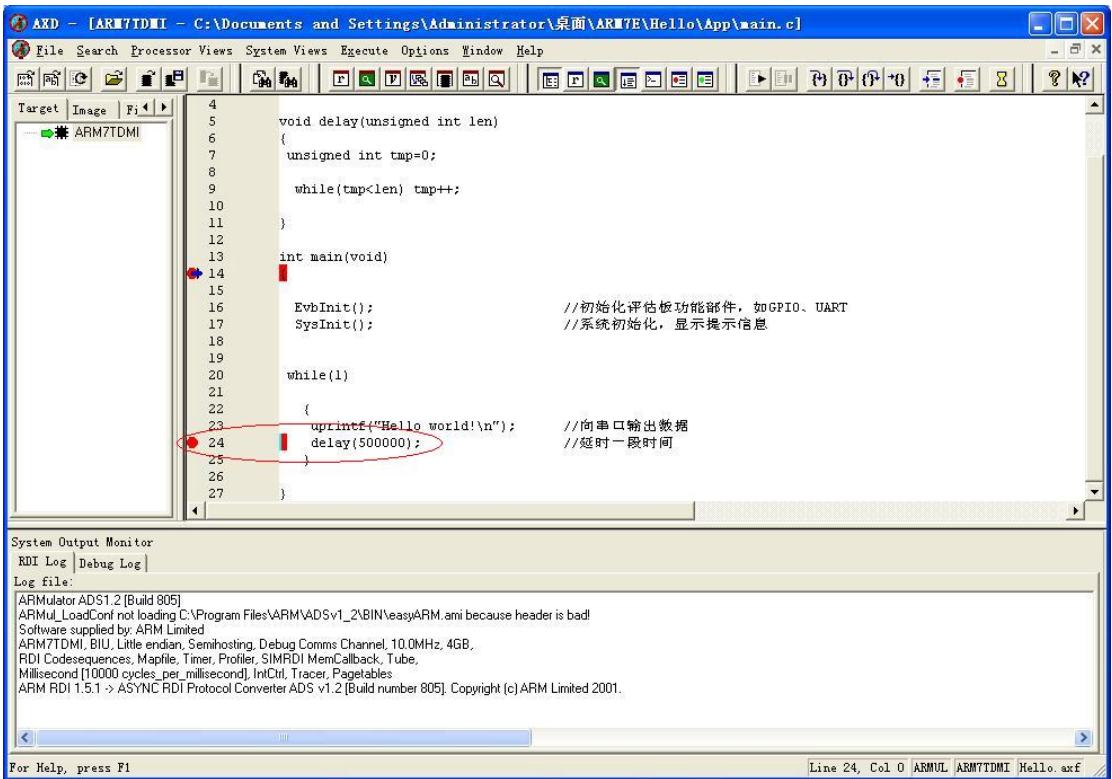 AXD - [ARM7TDMI - C:\Documents and Settings\Administrator\桌面\ARM7E\Hello\App\main.c]
File Search Processor Views System Views Execute Options Window Help
Target Image Fi
ARM7TDMI
4
5 void delay(unsigned int len)
6 {
7 unsigned int tmp=0;
8
9 while(tmp<len) tmp++;
10
11 }
12
13 int main(void)
14 {
15
16 EvbInit(); //初始化评估板功能部件，如GPIO、UART
17 SysInit(); //系统初始化，显示提示信息
18
19
20 while(1)
21
22 {
23 uprintf("Hello world!\n"); //向串口输出数据
24 delay(500000); //延时一段时间
25 }
26
27 }
System Output Monitor
RDI Log Debug Log
Log file:
ARMulator ADS1.2 [Build 805]
ARMul_LoadConf not loading C:\Program Files\ARM\ADSv1_2\BIN\easyARM.ami because header is bad!
Software supplied by: ARM Limited
ARM7TDMI, BIU, Little endian, Semihosting, Debug Comms Channel, 10.0MHz, 4GB,
RDI Codesequences, Mapfile, Timer, Profiler, SIMRDI MemCallback, Tube,
Millisecond [10000 cycles_per_millisecond], IntCtrl, Tracer, Pagetables
ARM RDI 1.5.1 -> ASYNC RDI Protocol Converter ADS v1.2 [Build number 805]. Copyright (c) ARM Limited 2001.
For Help, press F1 Line 24, Col 0 ARMUL ARM7TDMI Hello.axf